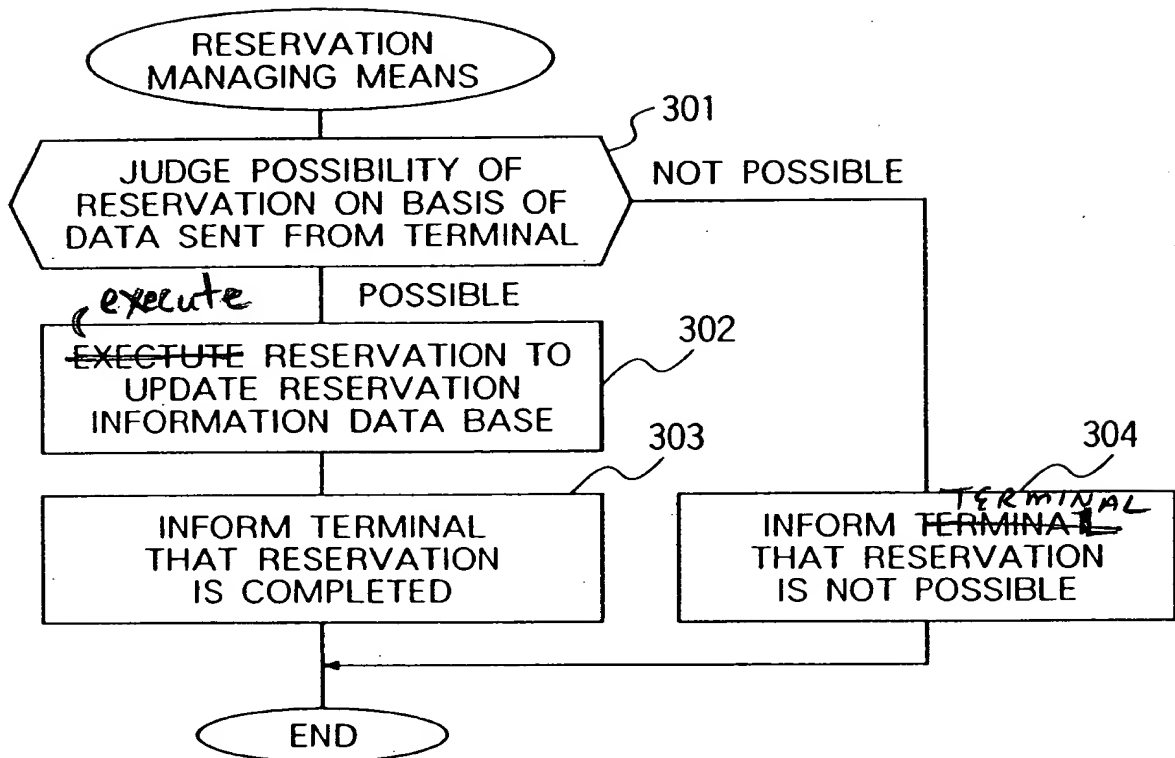 RESERVATION
MANAGING MEANS
301
JUDGE POSSIBILITY OF
RESERVATION ON BASIS OF
DATA SENT FROM TERMINAL
NOT POSSIBLE
POSSIBLE
execute
EXECTUTE RESERVATION TO
UPDATE RESERVATION
INFORMATION DATA BASE
302
303
INFORM TERMINAL
THAT RESERVATION
IS COMPLETED
304
TERMINAL
INFORM TERMINAT
THAT RESERVATION
IS NOT POSSIBLE
END